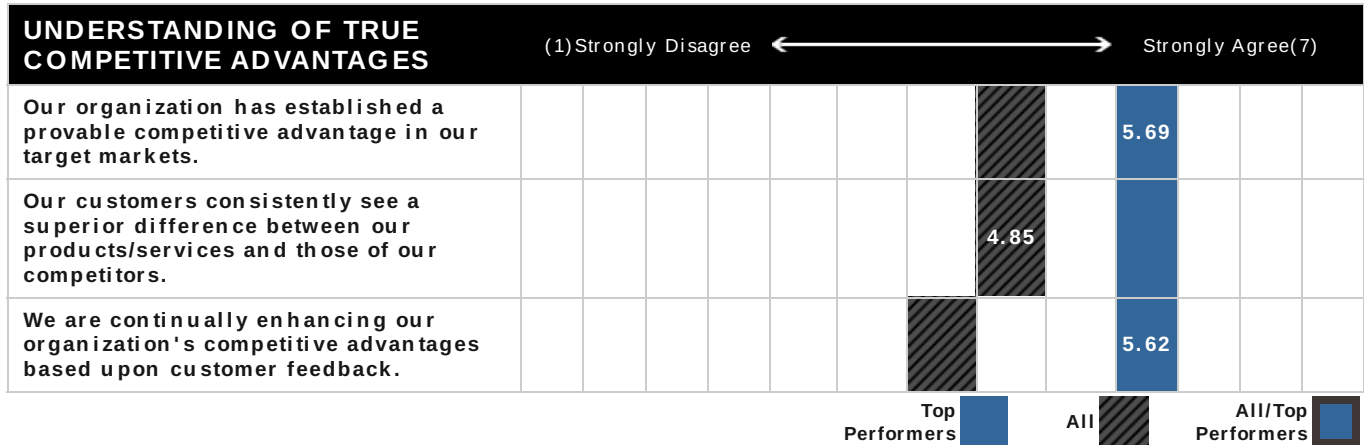 UNDERSTANDING OF TRUE
COMPETITIVE ADVANTAGES
(1)Strongly Disagree
Strongly Agree(7)
Our organization has established a
provable competitive advantage in our
target markets.
5.69
Our customers consistently see a
superior difference between our
products/services and those of our
competitors.
4.85
We are continually enhancing our
organization's competitive advantages
based upon customer feedback.
5.62
Top
Performers
All
All/Top
Performers